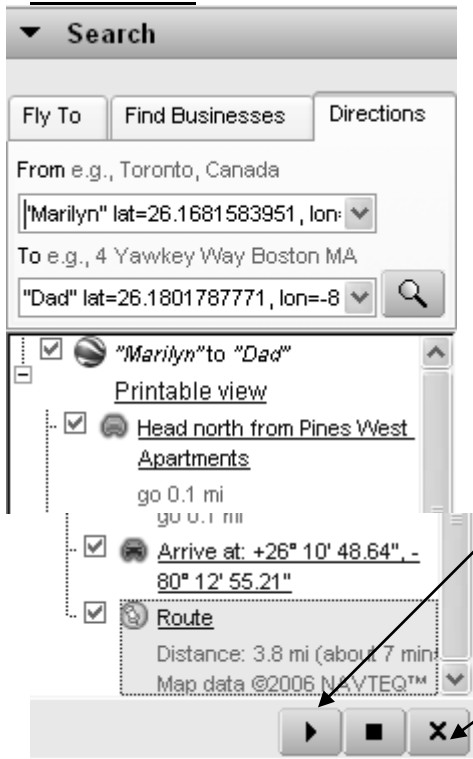 Search
Fly To Find Businesses Directions
From e.g., Toronto, Canada
"Marilyn" lat=26.1681583951, lon=
To e.g., 4 Yawkey Way Boston MA
"Dad" lat=26.1801787771, lon=-8
"Marilyn" to "Dad"
Printable view
Head north from Pines West
Apartments
go 0.1 mi
go 0.1 mi
Arrive at: +26° 10' 48.64", -
80° 12' 55.21"
Route
Distance: 3.8 mi (about 7 mins
Map data ©2006 NAVTEQ™